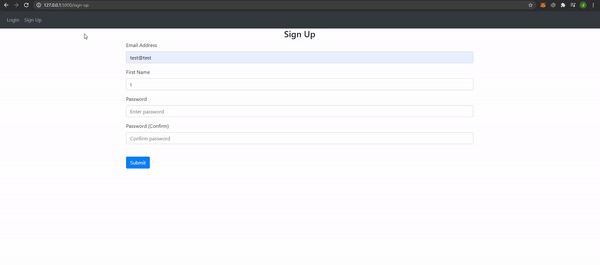 127.0.0.1:5000/sign-up
Login Sign Up
Sign Up
Email Address
test@test
First Name
t
Password
Enter password
Password (Confirm)
Confirm password
Submit